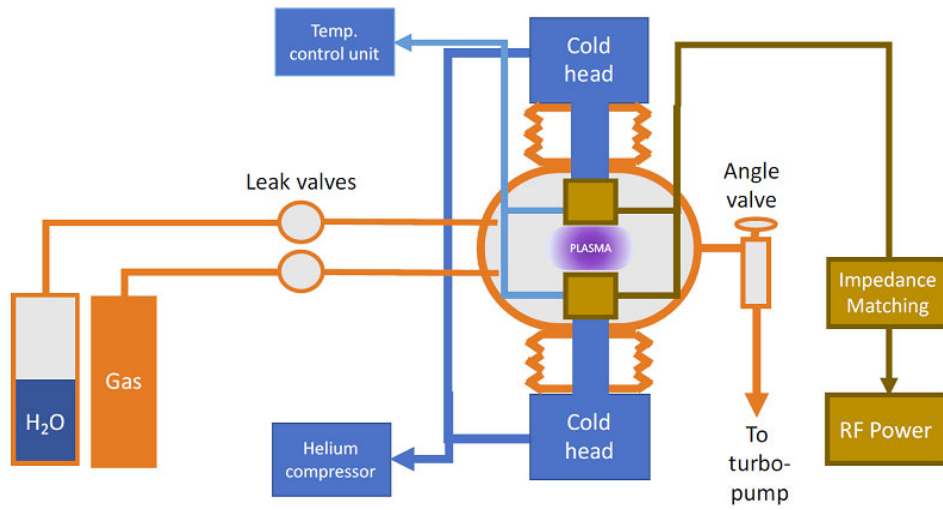 Temp.
control unit
Cold
head
Leak valves
Angle
valve
PLASMA
Impedance
Matching
Gas
H₂O
RF Power
Helium
compressor
Cold
head
To
turbo-
pump